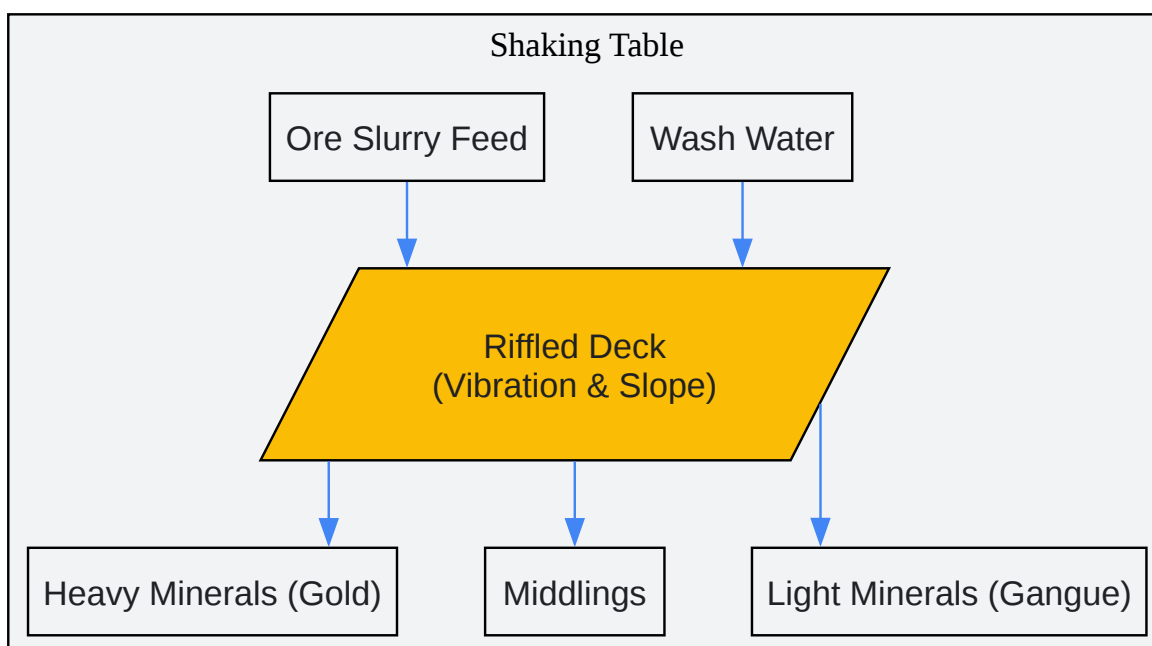 Shaking Table
Ore Slurry Feed
Wash Water
Riffled Deck
(Vibration & Slope)
Heavy Minerals (Gold)
Middlings
Light Minerals (Gangue)